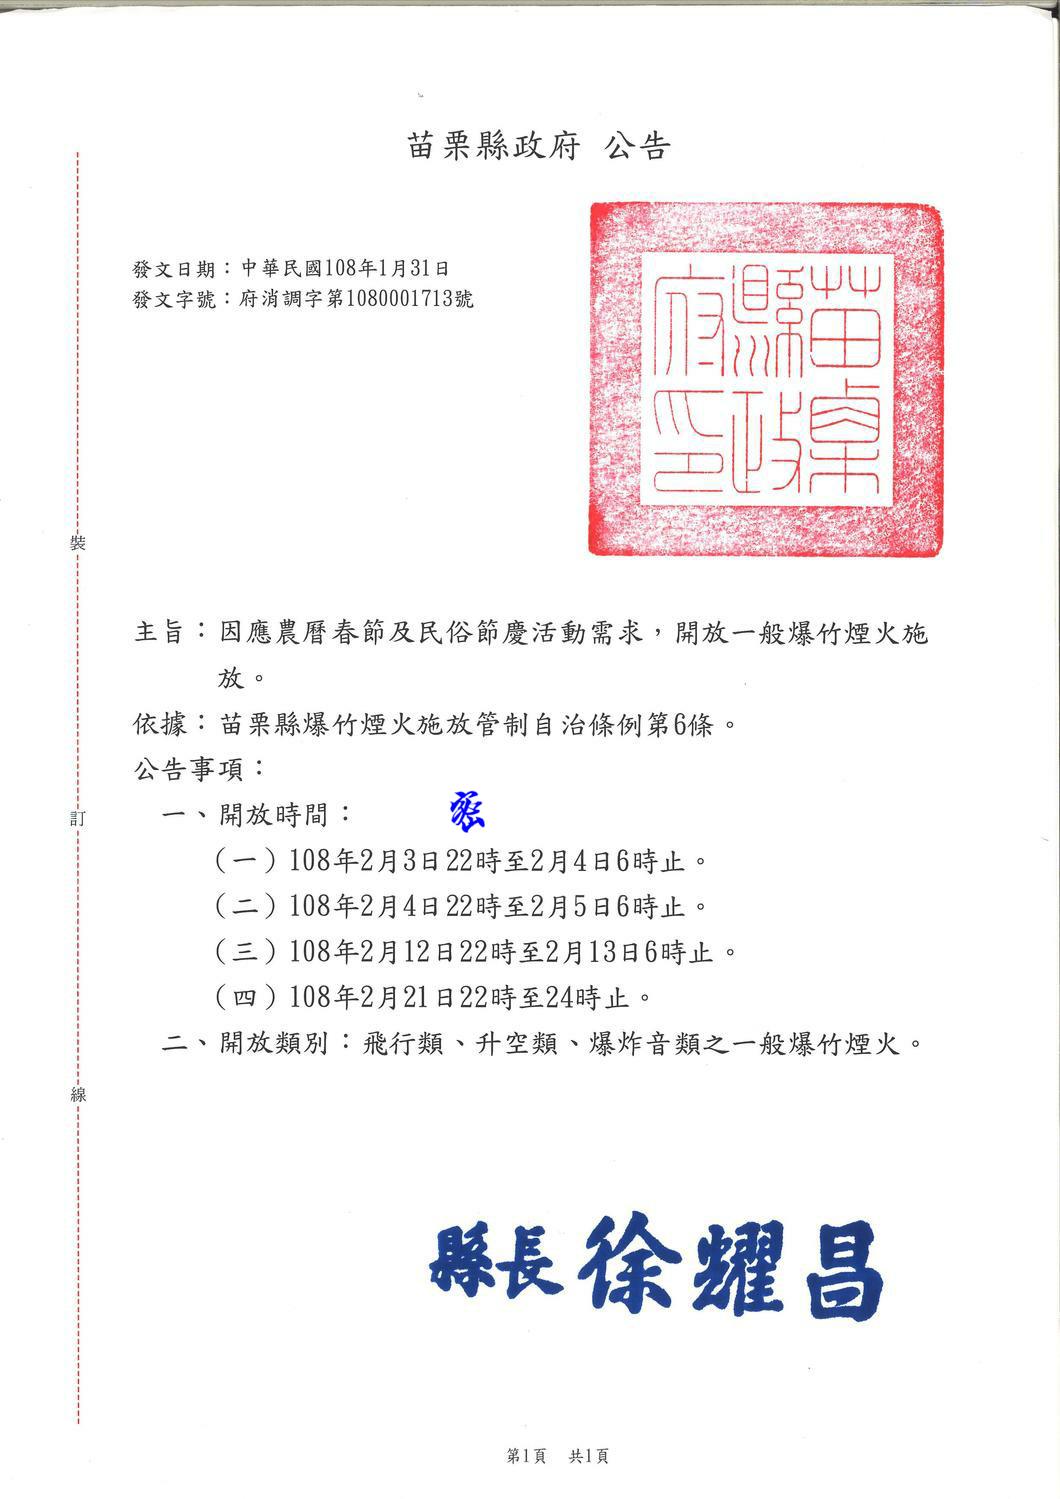 苗栗縣政府 公告
發文日期：中華民國108年1月31日
發文字號：府消調字第1080001713號
苗栗
縣政
府印
主旨：因應農曆春節及民俗節慶活動需求，開放一般爆竹煙火施
放。
依據：苗栗縣爆竹煙火施放管制自治條例第6條。
公告事項：
一、開放時間：
密
（一）108年2月3日22時至2月4日6時止。
（二）108年2月4日22時至2月5日6時止。
（三）108年2月12日22時至2月13日6時止。
（四）108年2月21日22時至24時止。
二、開放類別：飛行類、升空類、爆炸音類之一般爆竹煙火。
縣長徐耀昌
第1頁 共1頁
裝
訂
線